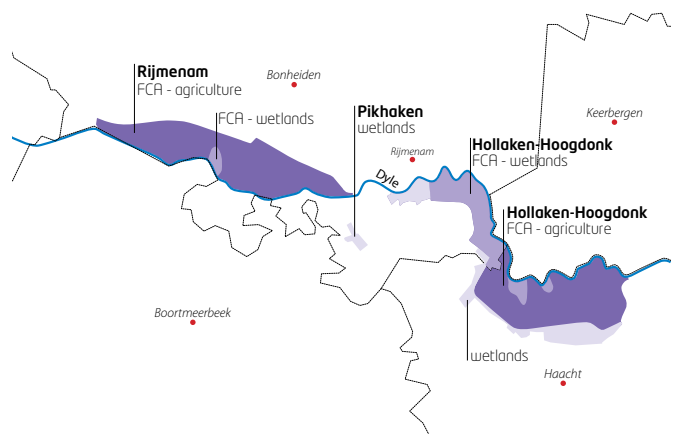 Rijmenam
FCA - agriculture
Bonheiden
FCA - wetlands
Pikhaken
wetlands
Keerbergen
Rijmenam
Hollaken-Hoogdonk
FCA - wetlands
Dyle
Hollaken-Hoogdonk
FCA - agriculture
Boortmeerbeek
wetlands
Haacht